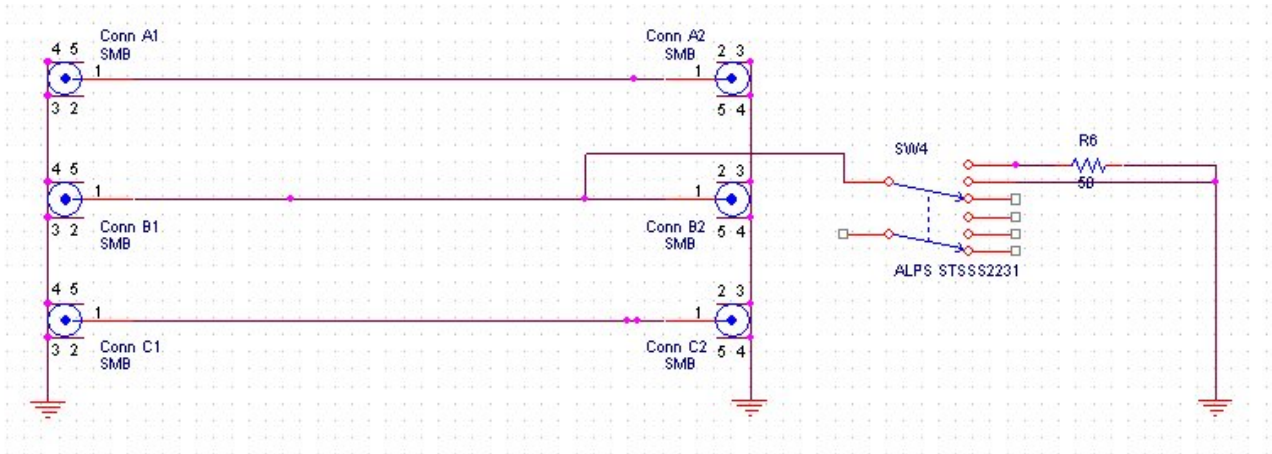 Conn A1
SMB
4 5
1
3 2
Conn A2
SMB
2 3
1
5 4
4 5
1
3 2
Conn B1
SMB
2 3
1
Conn B2
SMB
5 4
SW4
R6
50
ALPS STSSS2231
4 5
1
3 2
Conn C1
SMB
2 3
1
Conn C2
SMB
5 4